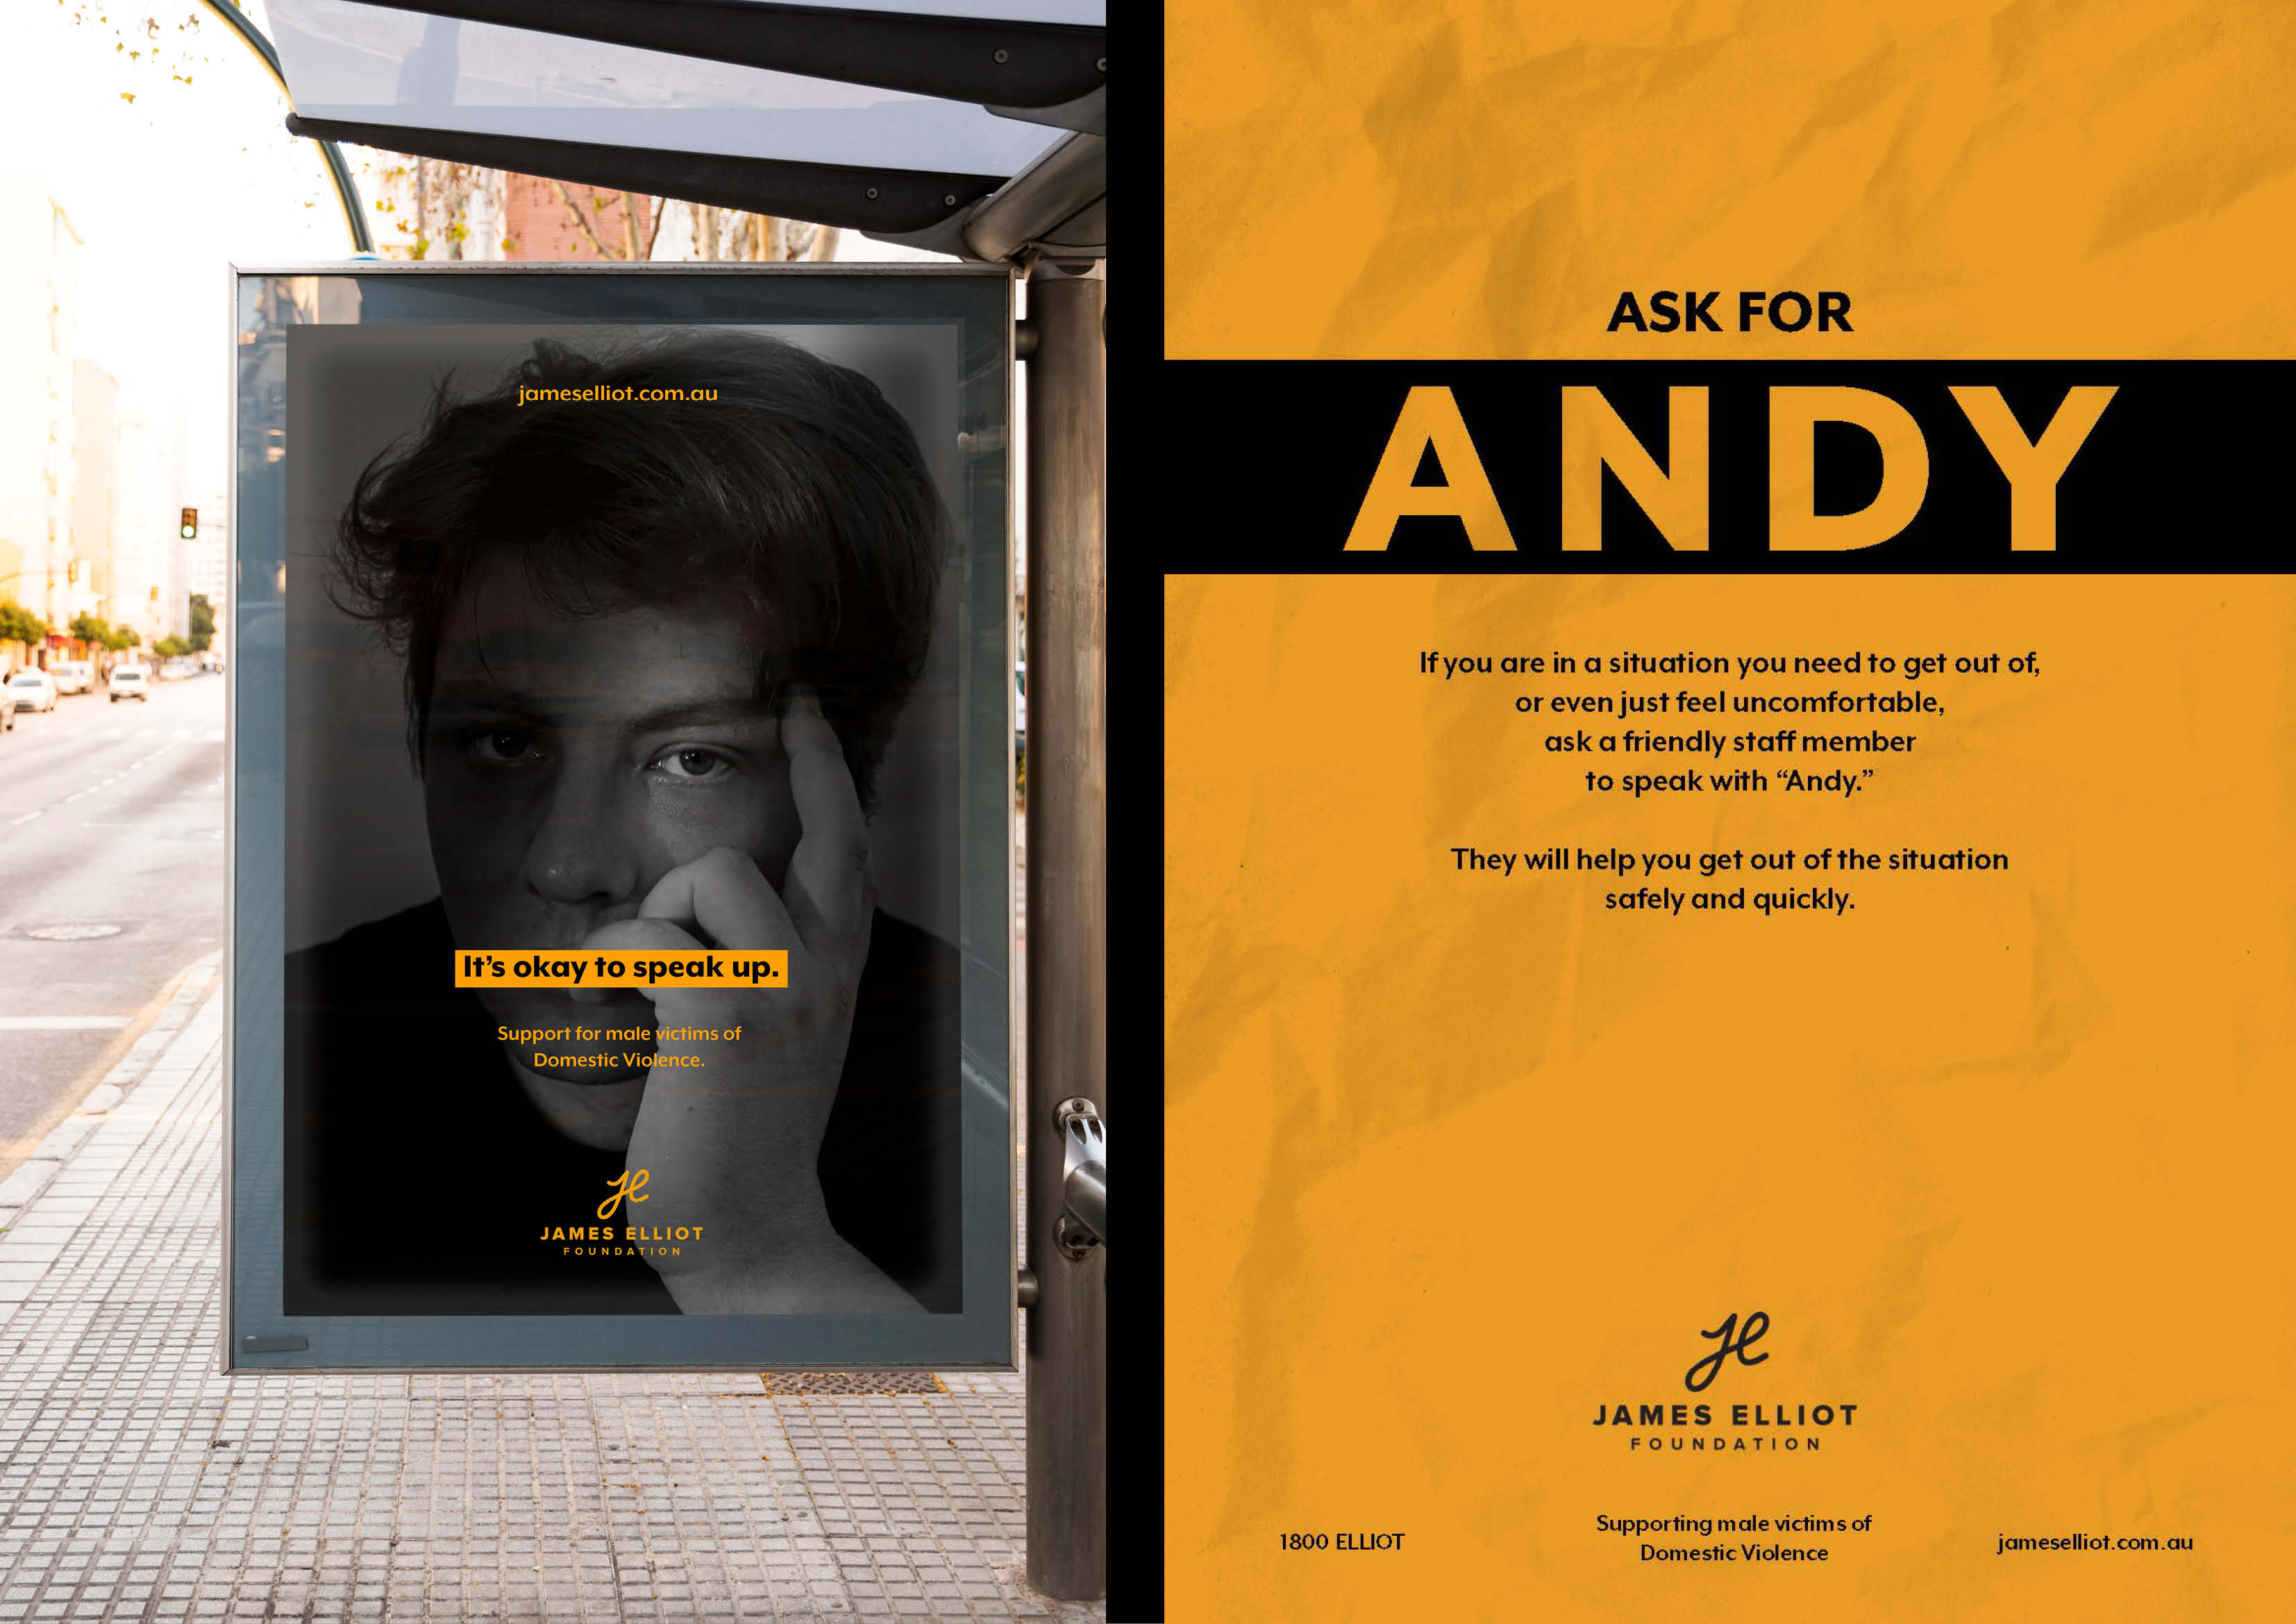 jameselliot.com.au
It's okay to speak up.
Support for male victims of
Domestic Violence.
JAMES ELLIOT
FOUNDATION
ASK FOR
ANDY
If you are in a situation you need to get out of,
or even just feel uncomfortable,
ask a friendly staff member
to speak with “Andy.”
They will help you get out of the situation
safely and quickly.
JAMES ELLIOT
FOUNDATION
1800 ELLIOT
Supporting male victims of
Domestic Violence
jameselliot.com.au